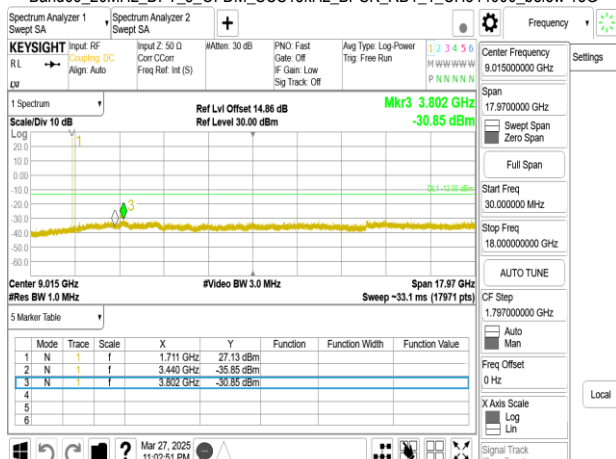 Spectrum Analyzer 1
Swept SA
Spectrum Analyzer 2
Swept SA
Frequency
KEYSIGHT
RL
Input: RF
Coupling: DC
Align: Auto
Input Z: 50 Ω
Corr CCorr
Freq Ref: Int (S)
#Atten: 30 dB
PNO: Fast
Gate: Off
IF Gain: Low
Sig Track: Off
Avg Type: Log-Power
Trig: Free Run
1 2 3 4 5 6
M W W W W W
P N N N N N
1 Spectrum
Scale/Div 10 dB
Ref Lvl Offset 14.86 dB
Ref Level 30.00 dBm
Mkr3 3.802 GHz
-30.85 dBm
Log
20.0
10.0
0.00
-10.0
-20.0
-30.0
-40.0
-50.0
-60.0
1
3
DL1 -13.00 dBm
Center 9.015 GHz
#Res BW 1.0 MHz
#Video BW 3.0 MHz
Span 17.97 GHz
Sweep ~33.1 ms (17971 pts)
5 Marker Table
Mode Trace Scale X Y Function Function Width Function Value
1 N 1 f 1.711 GHz 27.13 dBm
2 N 1 f 3.440 GHz -35.85 dBm
3 N 1 f 3.802 GHz -30.85 dBm
4
5
6
Mar 27, 2025
11:02:51 PM
Center Frequency
9.015000000 GHz
Settings
Span
17.9700000 GHz
Swept Span
Zero Span
Full Span
Start Freq
30.000000 MHz
Stop Freq
18.000000000 GHz
AUTO TUNE
CF Step
1.797000000 GHz
Auto
Man
Freq Offset
0 Hz
Local
X Axis Scale
Log
Lin
Signal Track